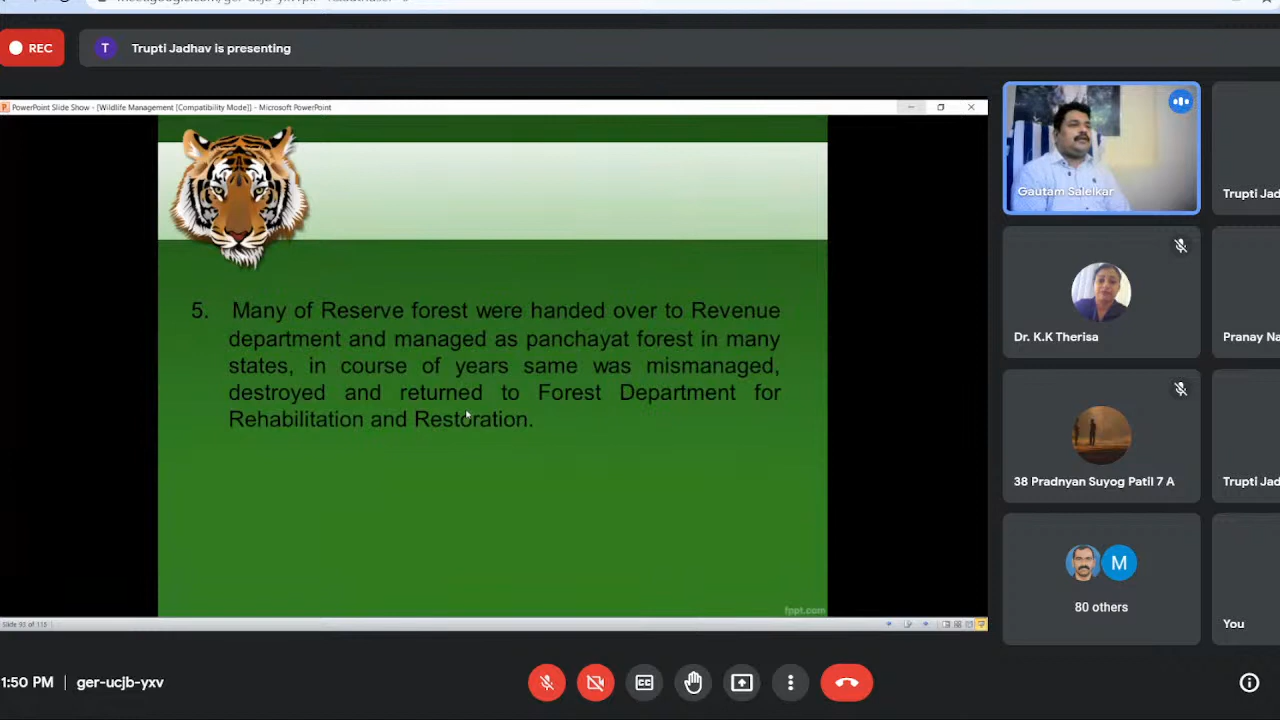 REC
T
Trupti Jadhav is presenting
PowerPoint Slide Show - [Wildlife Management [Compatibility Mode]] - Microsoft PowerPoint
5. Many of Reserve forest were handed over to Revenue
department and managed as panchayat forest in many
states, in course of years same was mismanaged,
destroyed and returned to Forest Department for
Rehabilitation and Restoration.
fppt.com
Slide 93 of 115
Gautam Salelkar
Trupti Jad
Dr. K.K Therisa
Pranay Na
38 Pradnyan Suyog Patil 7 A
Trupti Jad
M
80 others
You
1:50 PM | ger-ucjb-yxv